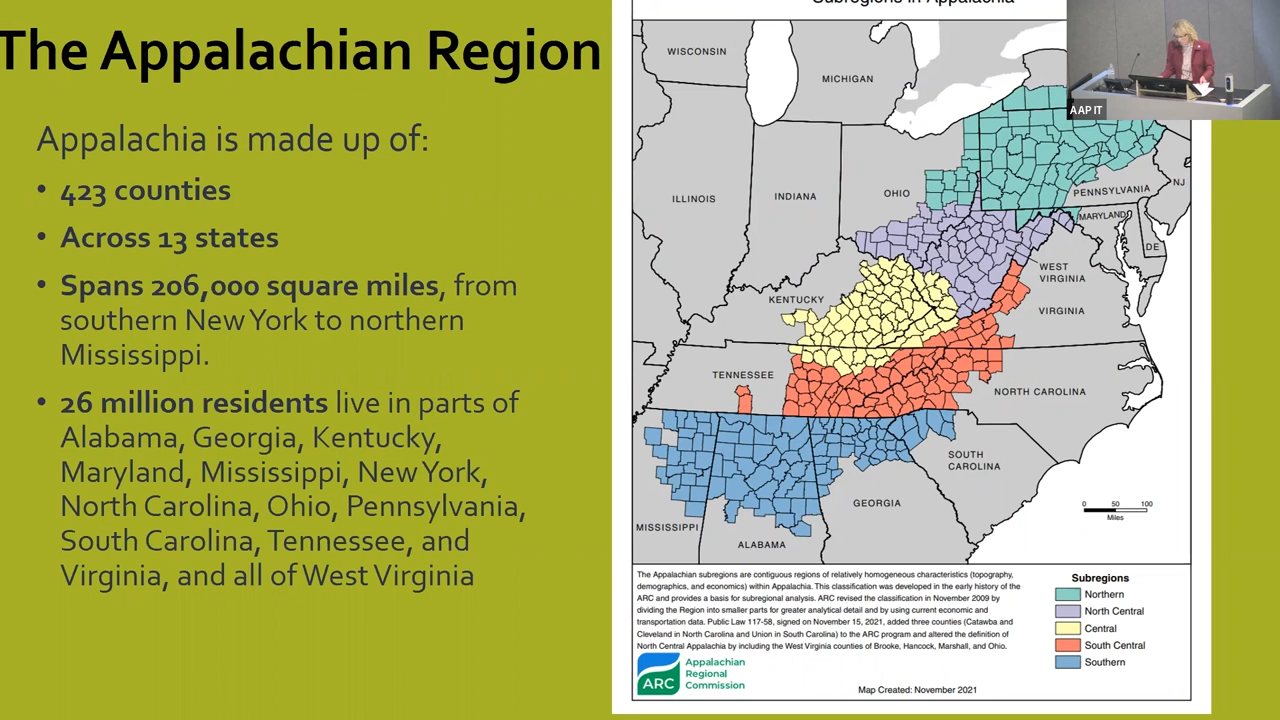 The Appalachian Region
Appalachia is made up of:
• 423 counties
• Across 13 states
• Spans 206,000 square miles, from
southern New York to northern
Mississippi.
• 26 million residents live in parts of
Alabama, Georgia, Kentucky,
Maryland, Mississippi, New York,
North Carolina, Ohio, Pennsylvania,
South Carolina, Tennessee, and
Virginia, and all of West Virginia
Subregions in Appalachia
WISCONSIN
MICHIGAN
AAP IT
ILLINOIS
INDIANA
OHIO
PENNSYLVANIA
NJ
MARYLAND
DE
WEST
VIRGINIA
KENTUCKY
VIRGINIA
TENNESSEE
NORTH CAROLINA
SOUTH
CAROLINA
GEORGIA
MISSISSIPPI
ALABAMA
0 50 100
Miles
The Appalachian subregions are contiguous regions of relatively homogeneous characteristics (topography,
demographics, and economics) within Appalachia. This classification was developed in the early history of the
ARC and provides a basis for subregional analysis. ARC revised the classification in November 2009 by
dividing the Region into smaller parts for greater analytical detail and by using current economic and
transportation data. Public Law 117-58, signed on November 15, 2021, added three counties (Catawba and
Cleveland in North Carolina and Union in South Carolina) to the ARC program and altered the definition of
North Central Appalachia by including the West Virginia counties of Brooke, Hancock, Marshall, and Ohio.
Subregions
Northern
North Central
Central
South Central
Southern
ARC
Appalachian
Regional
Commission
Map Created: November 2021